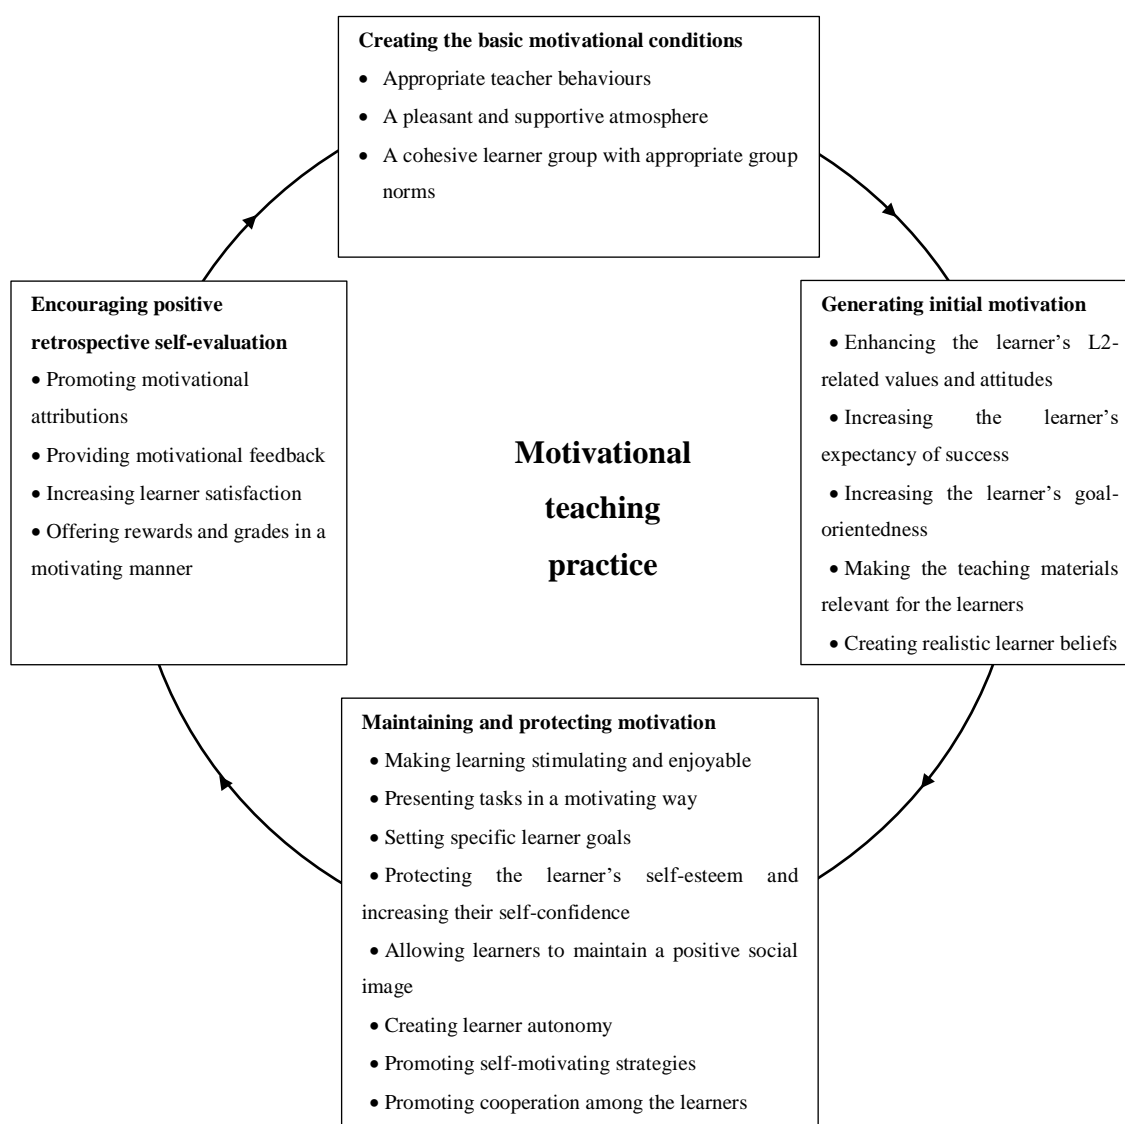 Creating the basic motivational conditions
• Appropriate teacher behaviours
• A pleasant and supportive atmosphere
• A cohesive learner group with appropriate group
norms
Encouraging positive
retrospective self-evaluation
• Promoting motivational
attributions
• Providing motivational feedback
• Increasing learner satisfaction
• Offering rewards and grades in a
motivating manner
Motivational
teaching
practice
Generating initial motivation
• Enhancing the learner’s L2-
related values and attitudes
• Increasing the learner’s
expectancy of success
• Increasing the learner’s goal-
orientedness
• Making the teaching materials
relevant for the learners
• Creating realistic learner beliefs
Maintaining and protecting motivation
• Making learning stimulating and enjoyable
• Presenting tasks in a motivating way
• Setting specific learner goals
• Protecting the learner’s self-esteem and
increasing their self-confidence
• Allowing learners to maintain a positive social
image
• Creating learner autonomy
• Promoting self-motivating strategies
• Promoting cooperation among the learners